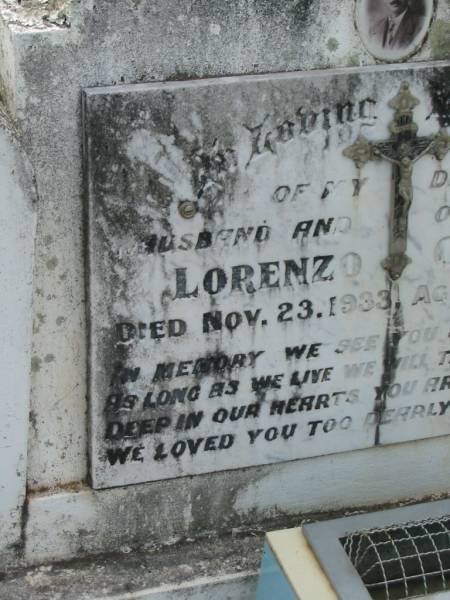 In Loving
OF MY D
HUSBAND AND O
LORENZO
DIED NOV. 23. 1933, AG
IN MEMORY WE SEE YOU
AS LONG AS WE LIVE WE WILL T
DEEP IN OUR HEARTS YOU AR
WE LOVED YOU TOO DEARLY